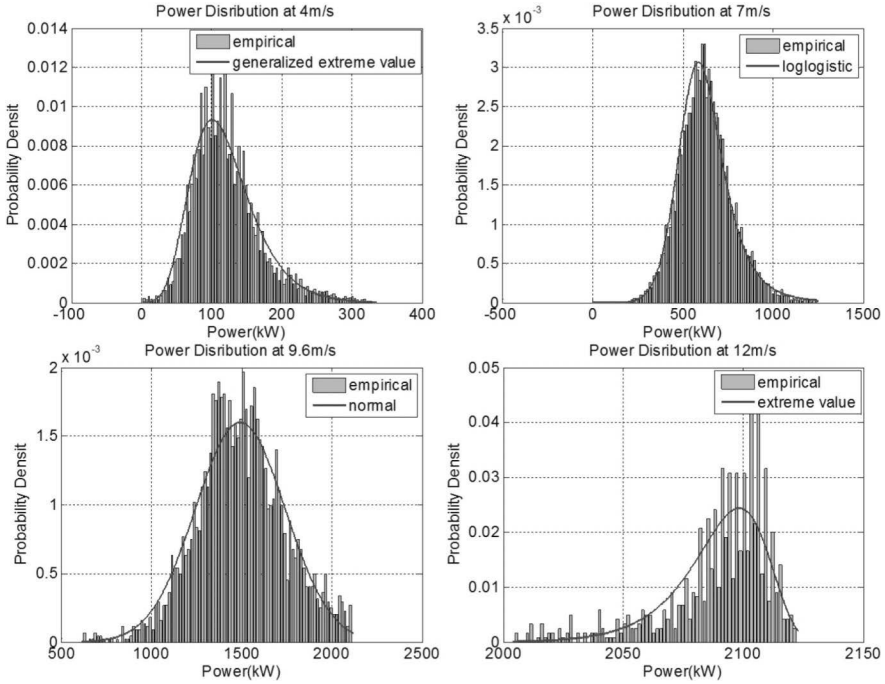 Power Disribution at 4m/s
0.014
0.012
0.01
0.008
0.006
0.004
0.002
0
Probability Densit
empirical
generalized extreme value
-100
0
100
200
300
400
Power(kW)
Power Disribution at 7m/s
x 10⁻³
3.5
3
2.5
2
1.5
1
0.5
0
Probability Densit
empirical
loglogistic
-500
0
500
1000
1500
Power(kW)
Power Disribution at 9.6m/s
x 10⁻³
2
1.5
1
0.5
0
Probability Densit
empirical
normal
500
1000
1500
2000
2500
Power(kW)
Power Disribution at 12m/s
0.05
0.04
0.03
0.02
0.01
0
Probability Densit
empirical
extreme value
2000
2050
2100
2150
Power(kW)